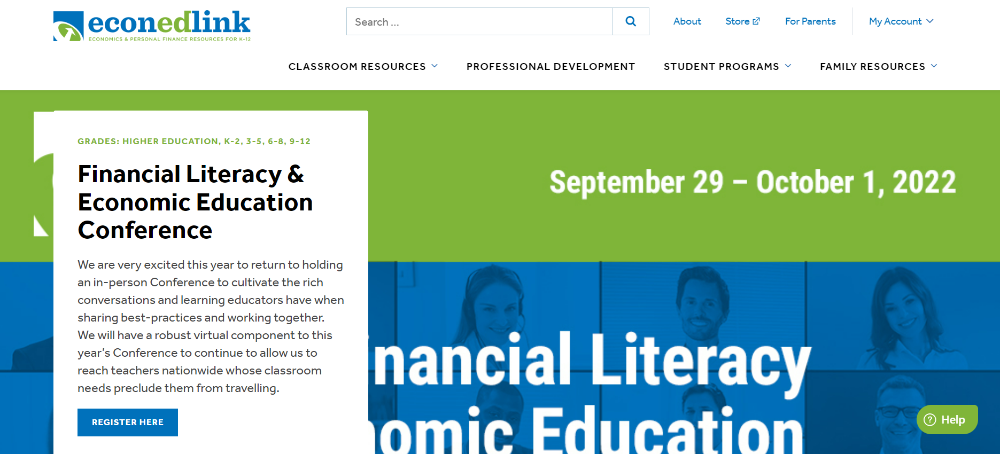 econedlink
ECONOMICS & PERSONAL FINANCE RESOURCES FOR K-12
Search ...
About
Store
For Parents
My Account
CLASSROOM RESOURCES
PROFESSIONAL DEVELOPMENT
STUDENT PROGRAMS
FAMILY RESOURCES
GRADES: HIGHER EDUCATION, K-2, 3-5, 6-8, 9-12
Financial Literacy &
Economic Education
Conference
We are very excited this year to return to holding
an in-person Conference to cultivate the rich
conversations and learning educators have when
sharing best-practices and working together.
We will have a robust virtual component to this
year's Conference to continue to allow us to
reach teachers nationwide whose classroom
needs preclude them from travelling.
REGISTER HERE
September 29 – October 1, 2022
inancial Literacy
nomic Education
Help